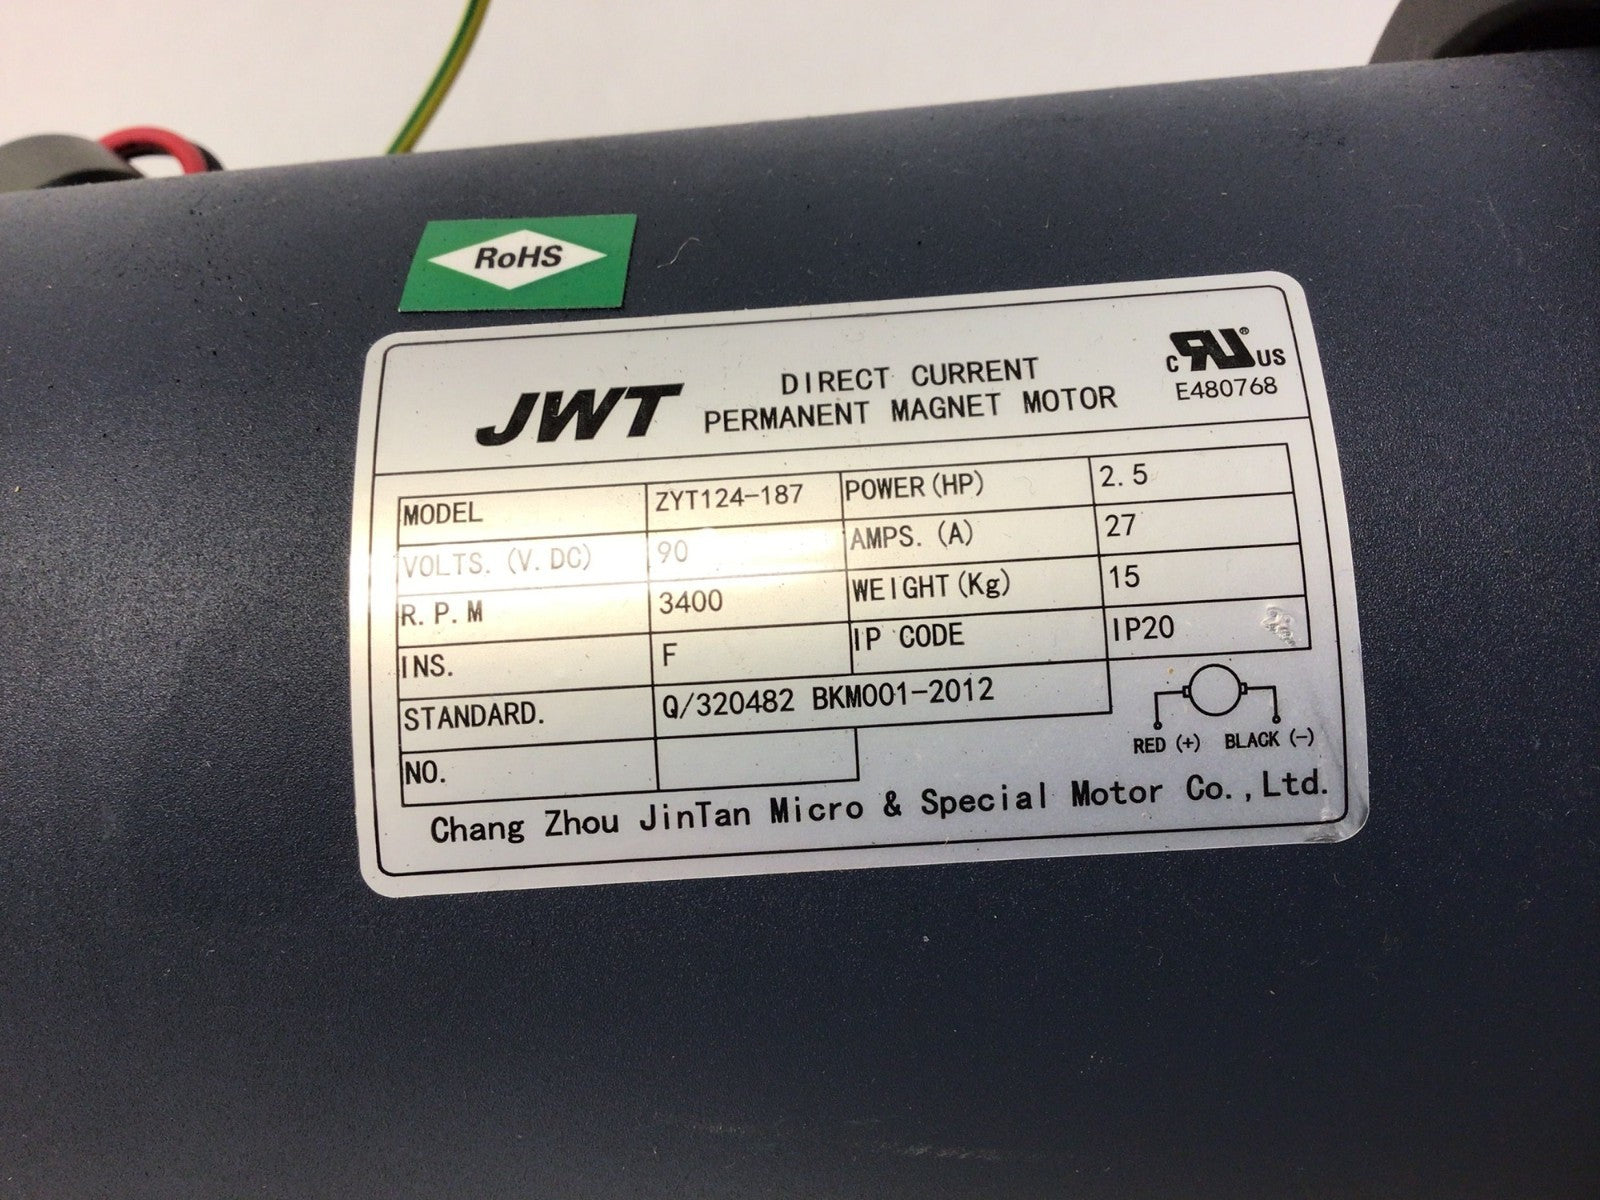 RoHS
JWT
DIRECT CURRENT
PERMANENT MAGNET MOTOR
c RU ® US
E480768
MODEL ZYT124-187 POWER(HP) 2.5
VOLTS. (V. DC) 90 AMPS. (A) 27
R. P. M 3400 WEIGHT(Kg) 15
INS. F IP CODE IP20
STANDARD. Q/320482 BKM001-2012
NO.
RED (+) BLACK (-)
Chang Zhou JinTan Micro & Special Motor Co.,Ltd.